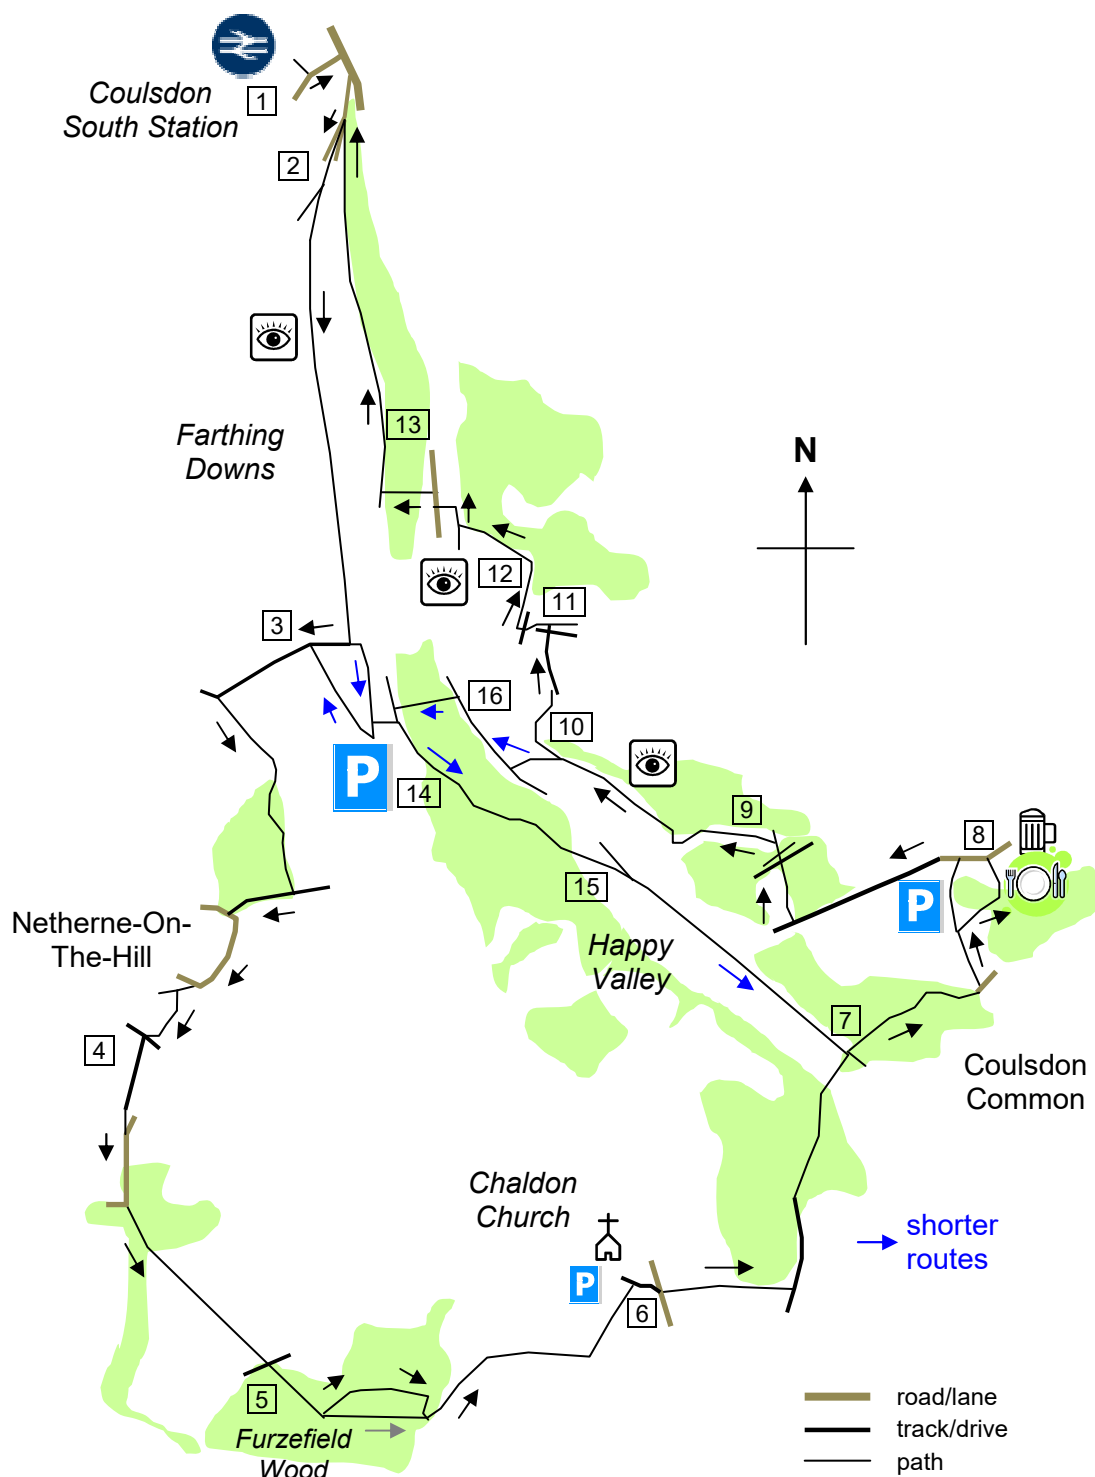 Coulsdon
South Station
1
2
Farthing
Downs
13
N
12
11
3
16
10
P
14
9
8
15
P
Netherne-On-
The-Hill
Happy
Valley
7
4
Coulsdon
Common
Chaldon
Church
shorter
routes
P
6
5
Furzefield
Wood
road/lane
track/drive
path